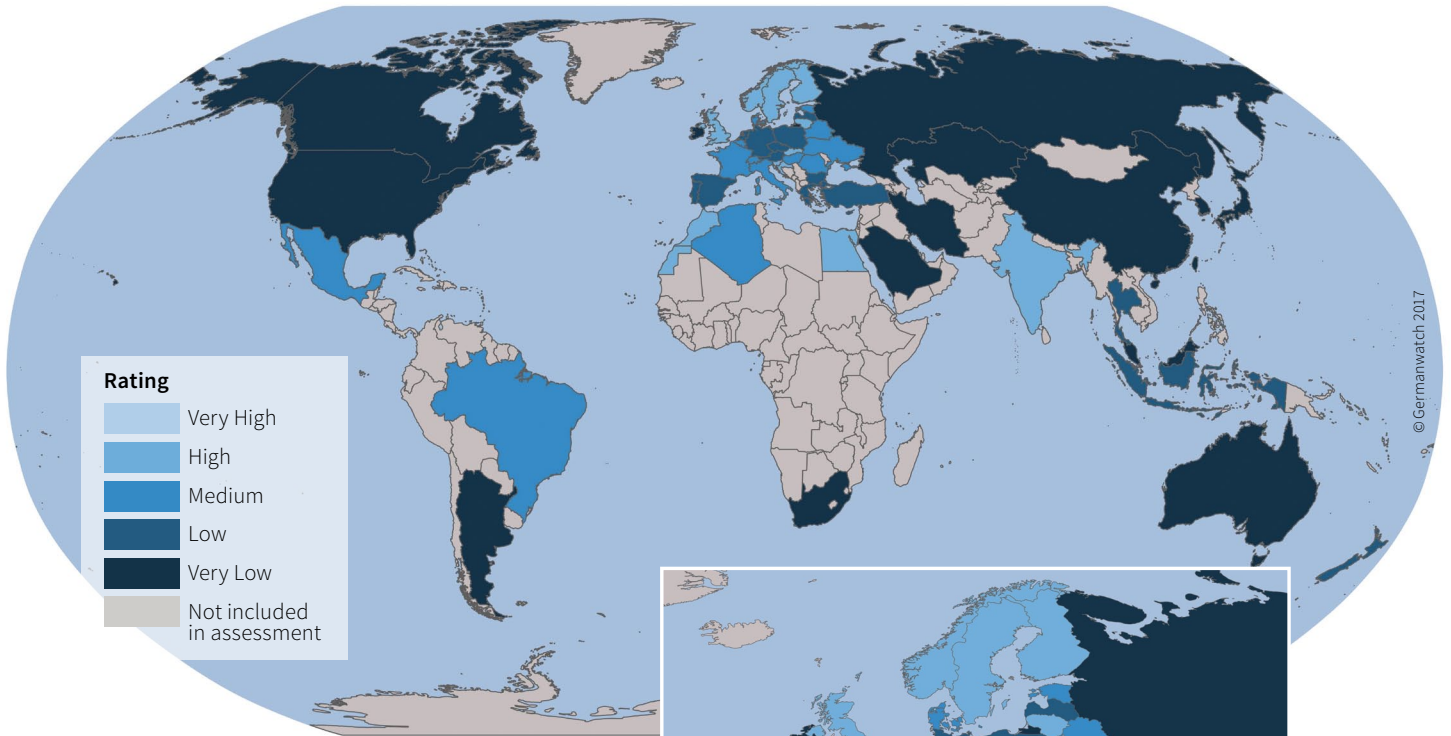 Rating
Very High
High
Medium
Low
Very Low
Not included
in assessment
© Germanwatch 2017